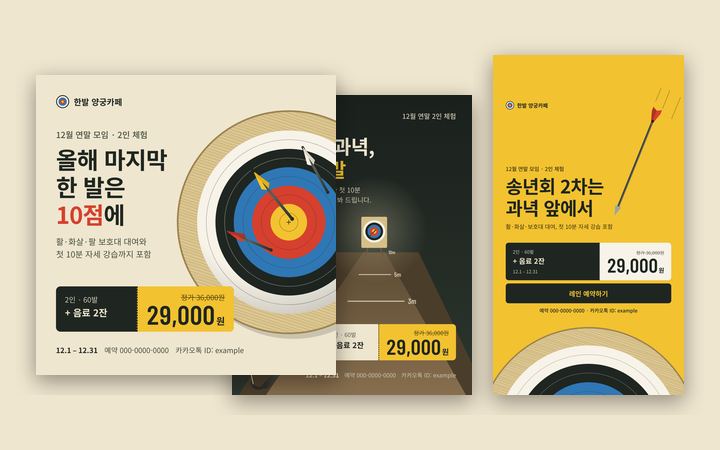 한발 양궁카페
12월 연말 모임 · 2인 체험
올해 마지막
한 발은
10점에
활·화살·팔 보호대 대여와
첫 10분 자세 강습까지 포함
2인 · 60발
+ 음료 2잔
정가 36,000원
29,000원
12.1 – 12.31 예약 000-0000-0000 카카오톡 ID: example
12월 연말 2인 체험
과녁,
첫 10분
봐 드립니다.
10m
5m
3m
60발
2잔
정가 36,000원
29,000원
12.1 – 12.31 예약 000-0000-0000 카카오톡 ID: example
한발 양궁카페
12월 연말 모임 · 2인 체험
송년회 2차는
과녁 앞에서
활·화살·보호대 대여, 첫 10분 자세 강습 포함
2인 · 60발
+ 음료 2잔
12.1 – 12.31
정가 36,000원
29,000원
레인 예약하기
예약 000-0000-0000 · 카카오톡 ID: example